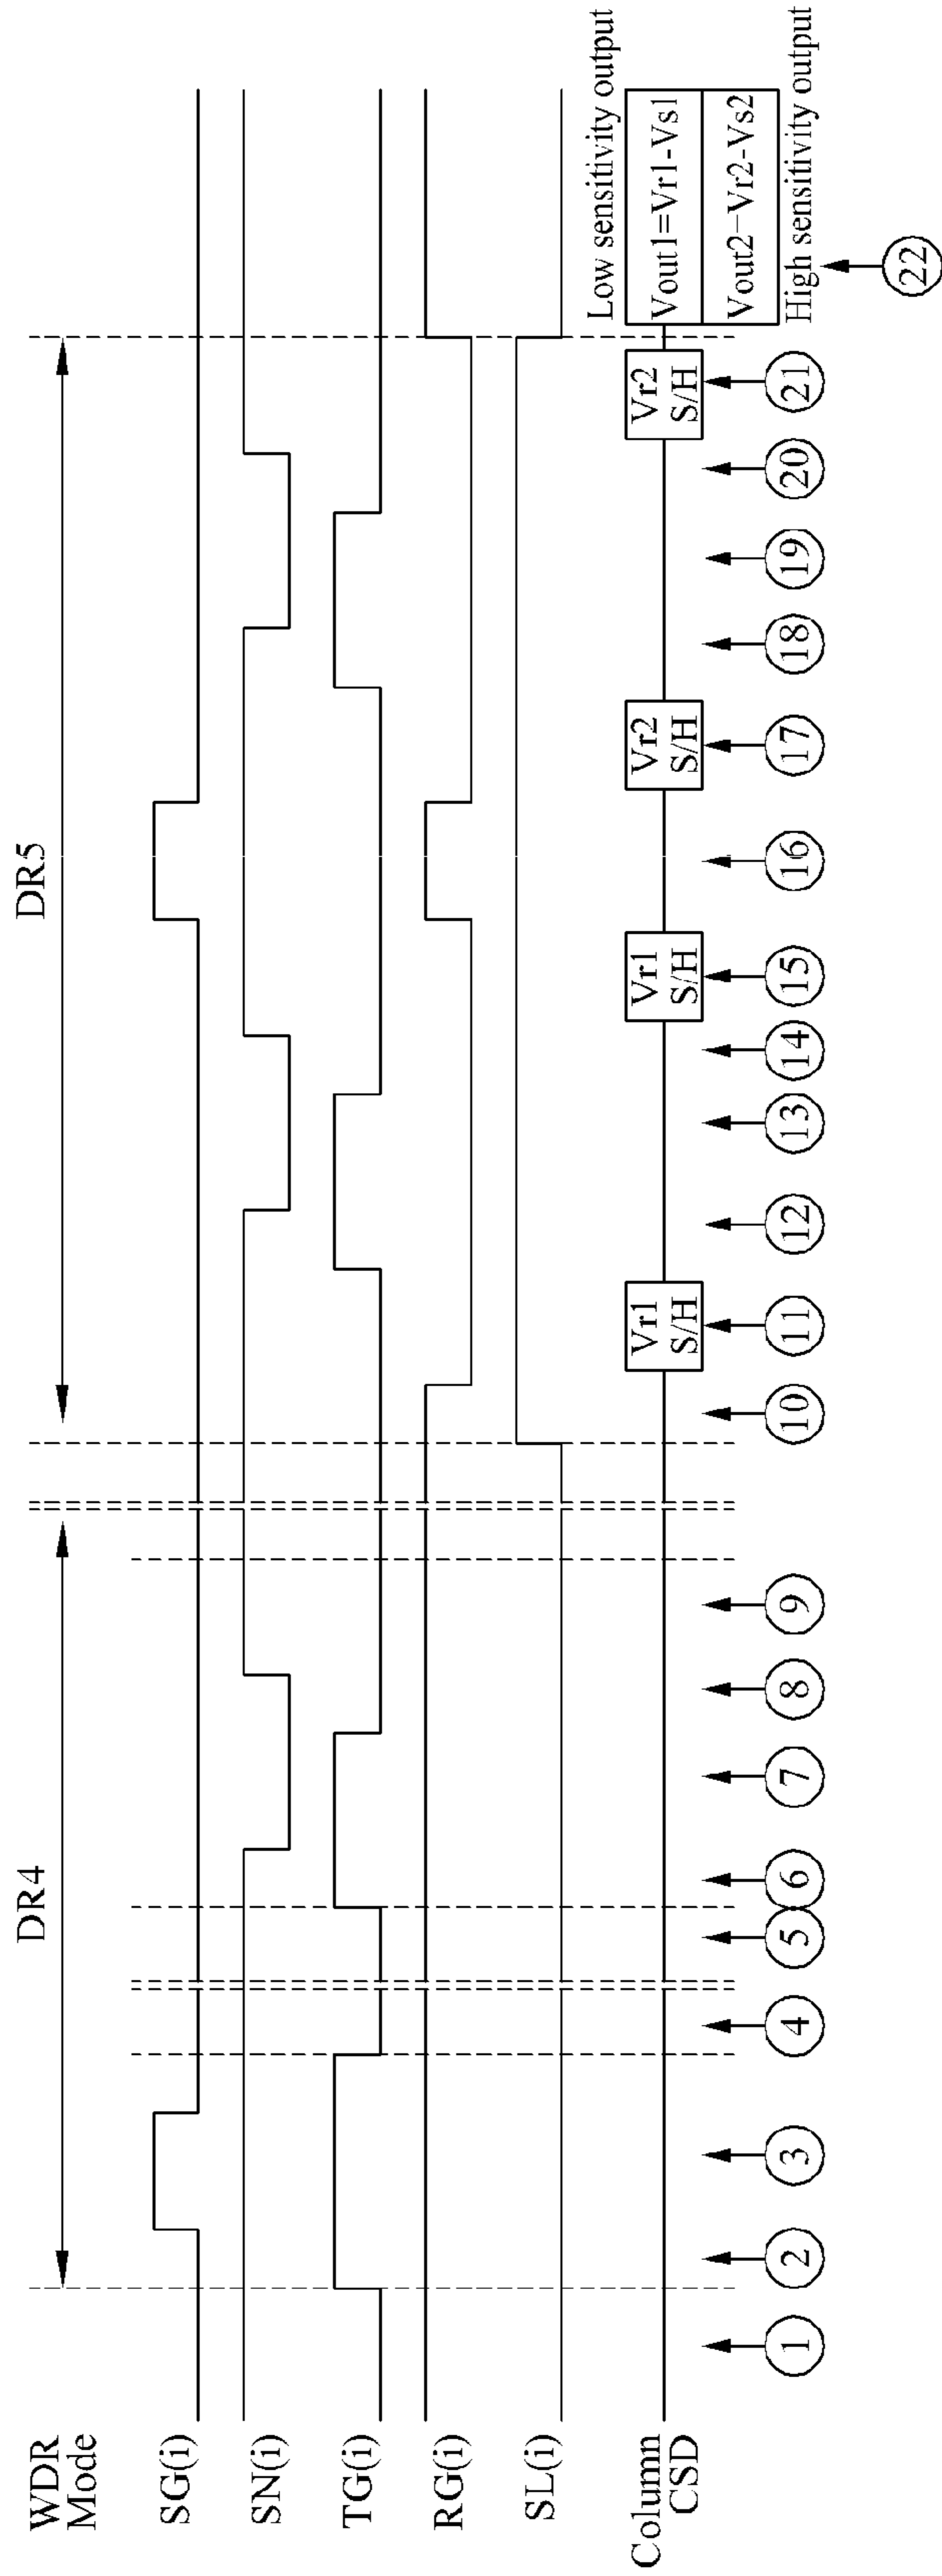 WDR
Mode
DR4
DR5
SG(i)
SN(i)
TG(i)
RG(i)
SL(i)
Low sensitivity output
Column
CSD
Vr1
S/H
Vr1
S/H
Vr2
S/H
Vr2
S/H
Vout1=Vr1-Vs1
Vout2−Vr2-Vs2
High sensitivity output
1
2
3
4
5
6
7
8
9
10
11
12
13
14
15
16
17
18
19
20
21
22